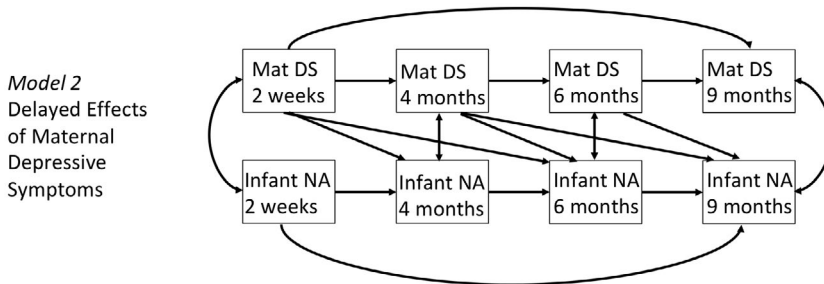 Model 2
Delayed Effects
of Maternal
Depressive
Symptoms
Mat DS
2 weeks
Mat DS
4 months
Mat DS
6 months
Mat DS
9 months
Infant NA
2 weeks
Infant NA
4 months
Infant NA
6 months
Infant NA
9 months